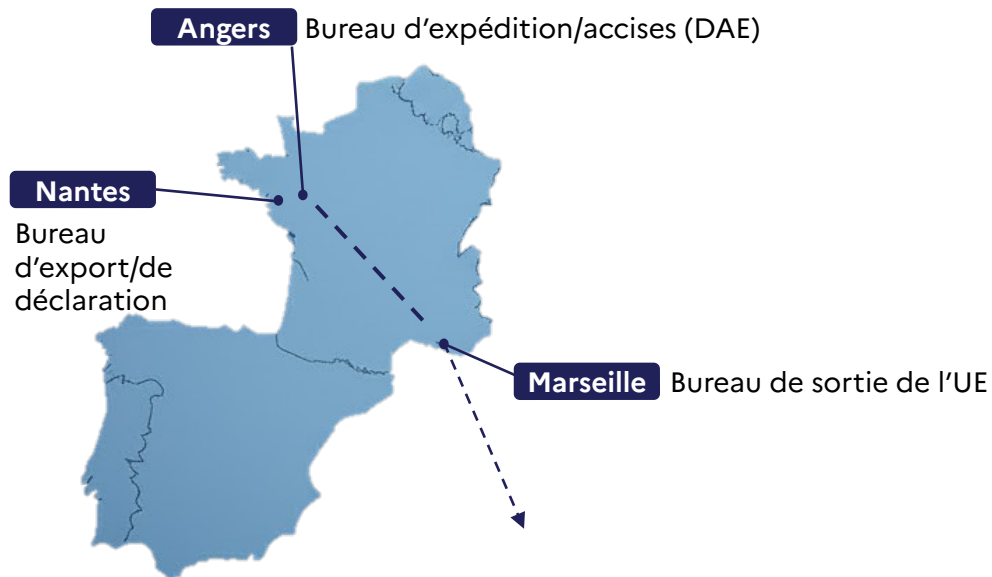 Angers Bureau d'expédition/accises (DAE)
Nantes
Bureau
d'export/de
déclaration
Marseille Bureau de sortie de l’UE